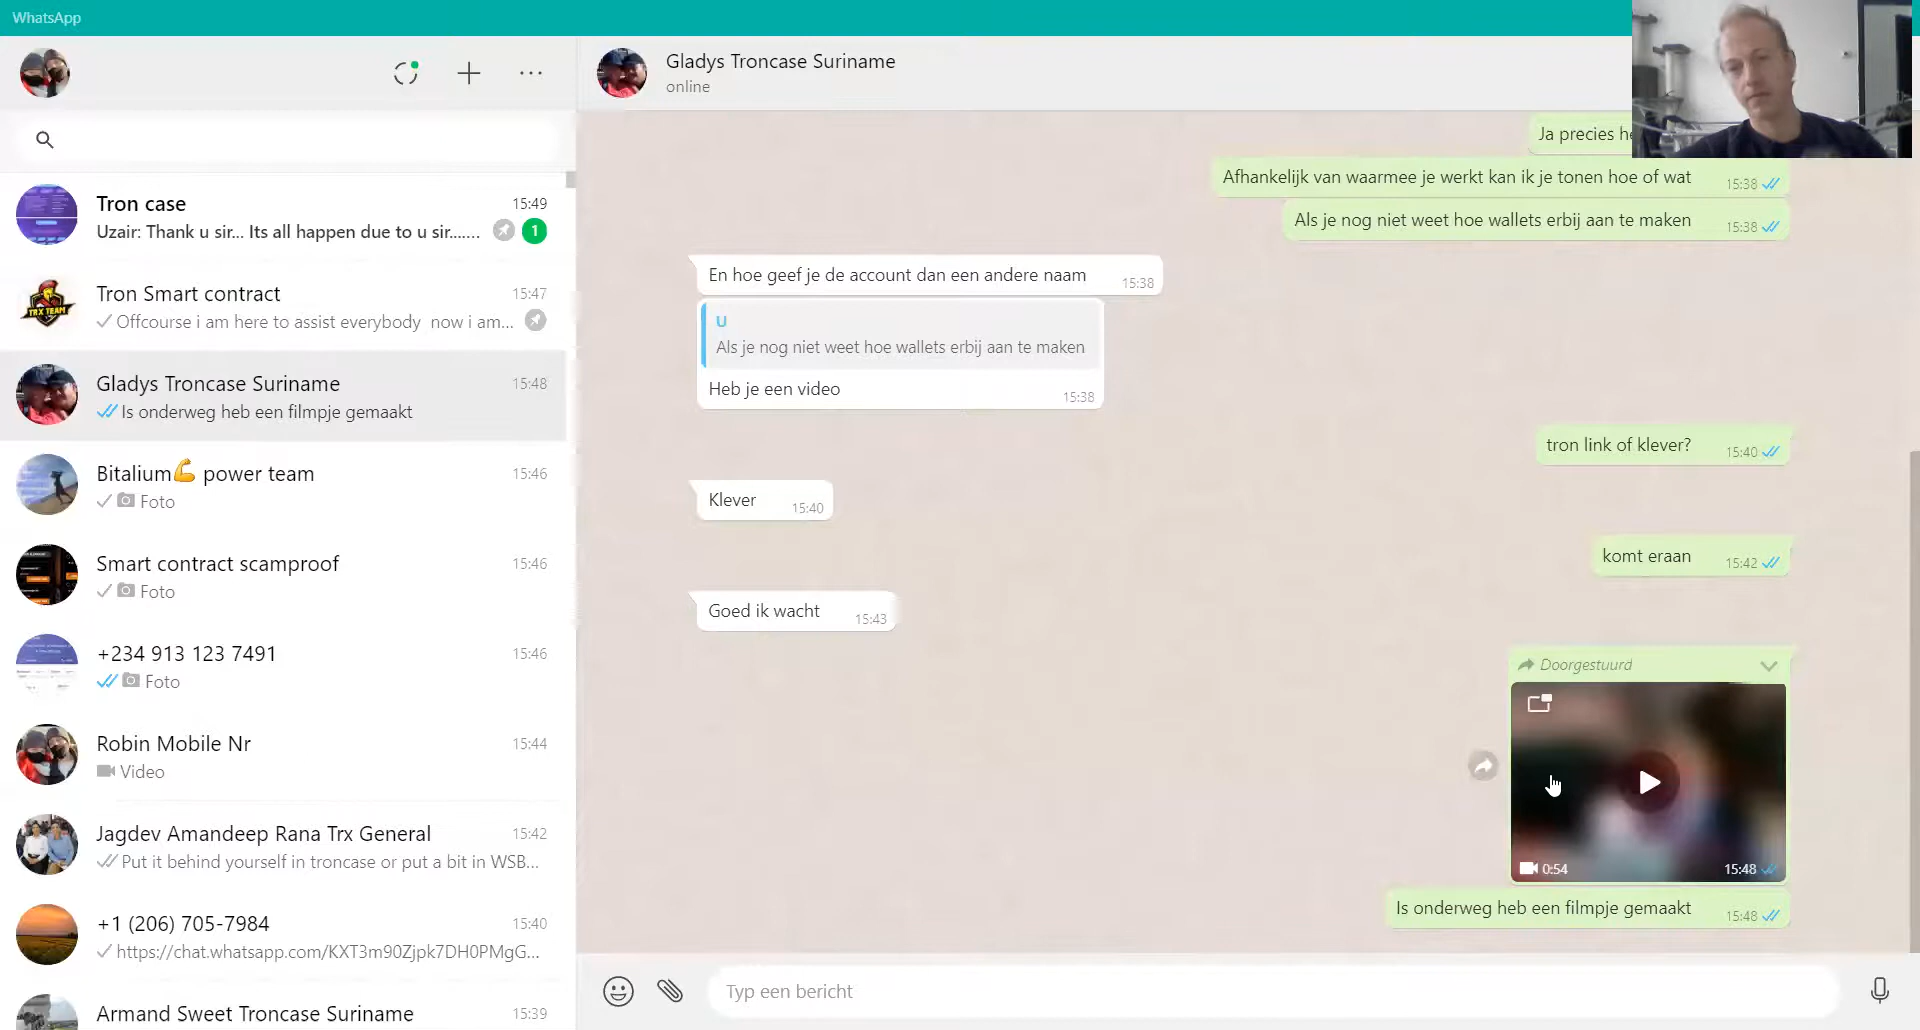 WhatsApp
Tron case
15:49
Uzair: Thank u sir... Its all happen due to u sir.......
1
Tron Smart contract
15:47
Offcourse i am here to assist everybody now i am...
TRX TEAM
Gladys Troncase Suriname
15:48
Is onderweg heb een filmpje gemaakt
Bitalium💪 power team
15:46
Foto
Smart contract scamproof
15:46
Foto
+234 913 123 7491
15:46
Foto
Robin Mobile Nr
15:44
Video
Jagdev Amandeep Rana Trx General
15:42
Put it behind yourself in troncase or put a bit in WSB...
+1 (206) 705-7984
15:40
https://chat.whatsapp.com/KXT3m90Zjpk7DH0PMgG...
Armand Sweet Troncase Suriname
15:39
Gladys Troncase Suriname
online
Ja precies
Afhankelijk van waarmee je werkt kan ik je tonen hoe of wat
15:38
Als je nog niet weet hoe wallets erbij aan te maken
15:38
En hoe geef je de account dan een andere naam
15:38
U
Als je nog niet weet hoe wallets erbij aan te maken
Heb je een video
15:38
tron link of klever?
15:40
Klever
15:40
komt eraan
15:42
Goed ik wacht
15:43
Doorgestuurd
0:54
15:48
Is onderweg heb een filmpje gemaakt
15:48
Typ een bericht